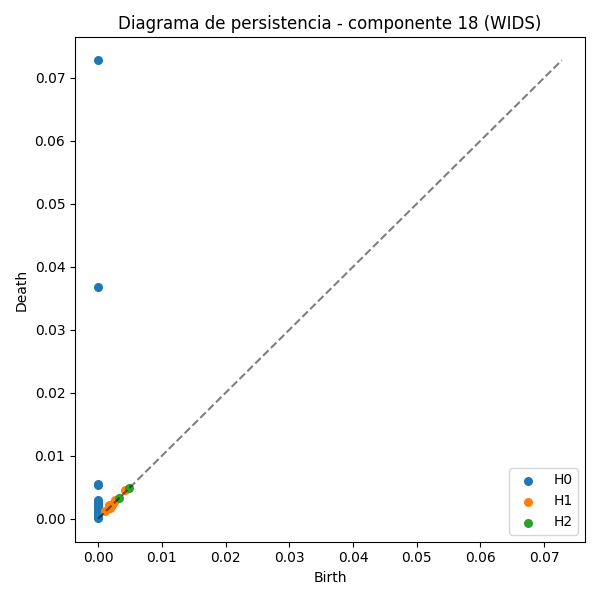 Diagrama de persistencia - componente 18 (WIDS)
0.07
0.06
0.05
0.04
0.03
0.02
0.01
0.00
Death
0.00 0.01 0.02 0.03 0.04 0.05 0.06 0.07
Birth
H0
H1
H2